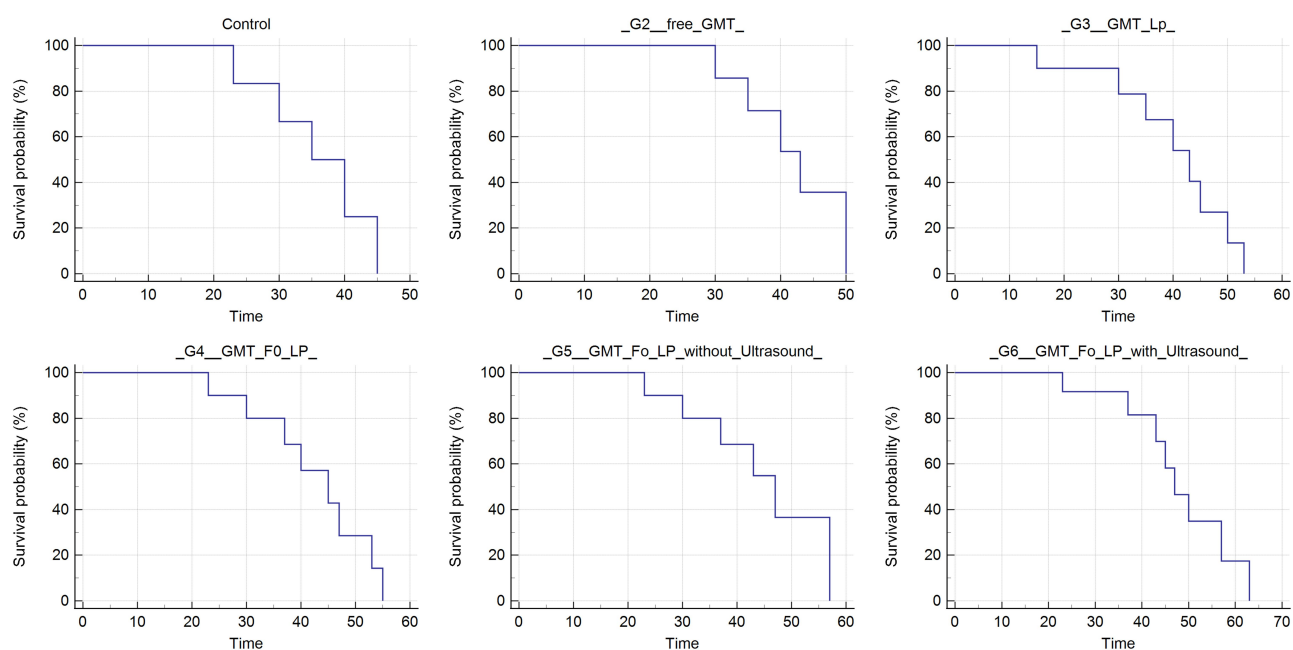 Control
Survival probability (%)
100
80
60
40
20
0
0 10 20 30 40 50
Time
_G2__free_GMT_
Survival probability (%)
100
80
60
40
20
0
0 10 20 30 40 50
Time
_G3__GMT_Lp_
Survival probability (%)
100
80
60
40
20
0
0 10 20 30 40 50 60
Time
_G4__GMT_F0_LP_
Survival probability (%)
100
80
60
40
20
0
0 10 20 30 40 50 60
Time
_G5__GMT_Fo_LP_without_Ultrasound_
Survival probability (%)
100
80
60
40
20
0
0 10 20 30 40 50 60
Time
_G6__GMT_Fo_LP_with_Ultrasound_
Survival probability (%)
100
80
60
40
20
0
0 10 20 30 40 50 60 70
Time